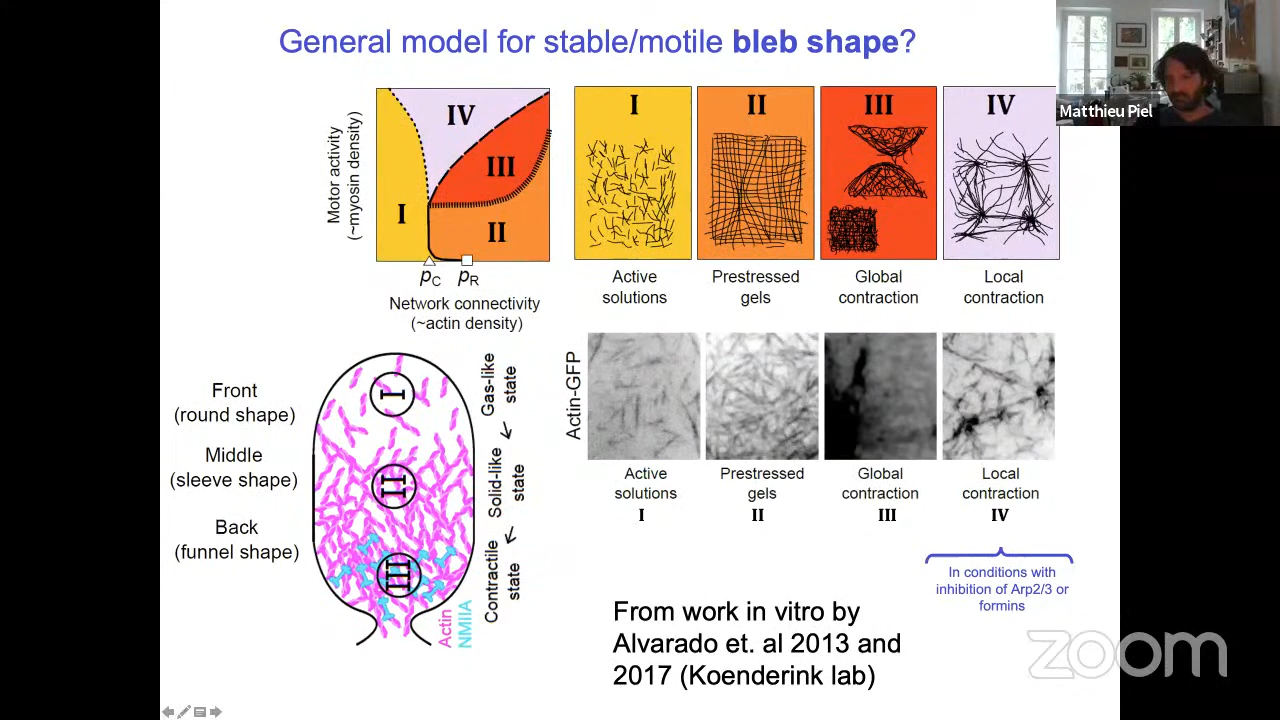 General model for stable/motile bleb shape?
Matthieu Piel
Motor activity
(~myosin density)
I
II
III
IV
pC
pR
Network connectivity
(~actin density)
I
II
III
IV
Active
solutions
Prestressed
gels
Global
contraction
Local
contraction
Front
(round shape)
Middle
(sleeve shape)
Back
(funnel shape)
I
II
III
Gas-like
state
Solid-like
state
Contractile
state
Actin
NMIIA
Actin-GFP
Active
solutions
I
Prestressed
gels
II
Global
contraction
III
Local
contraction
IV
In conditions with
inhibition of Arp2/3 or
formins
From work in vitro by
Alvarado et. al 2013 and
2017 (Koenderink lab)
zoom